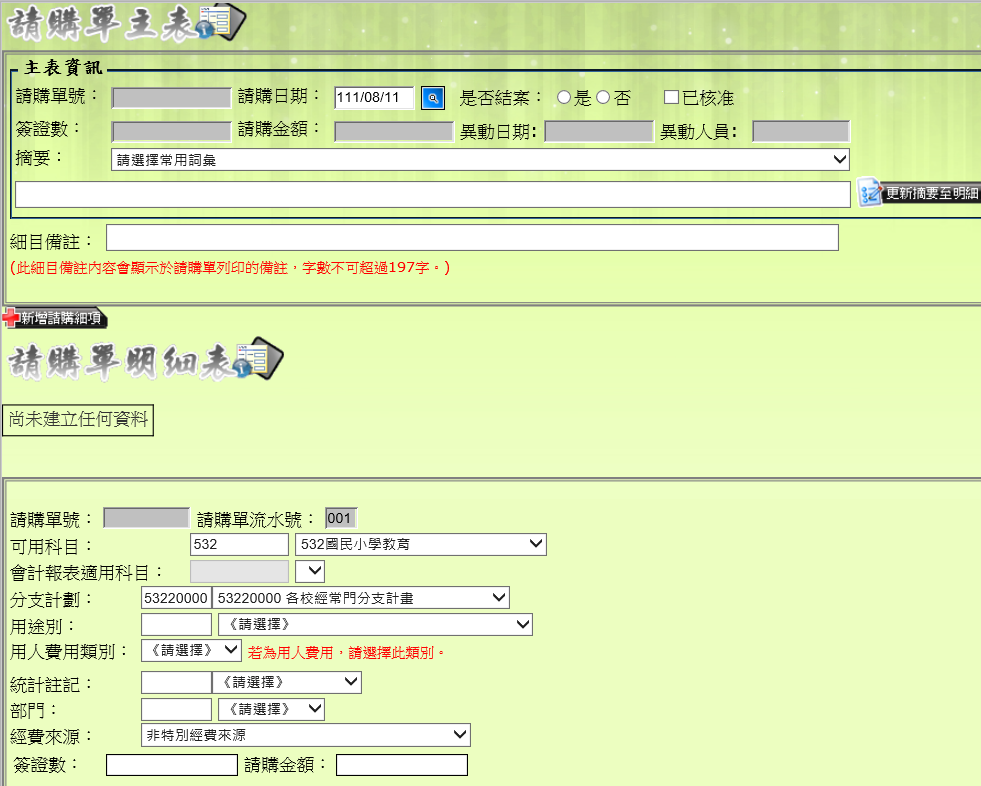 請購單主表
主表資訊
請購單號： 請購日期： 111/08/11 是否結案： 是 否 已核准
簽證數： 請購金額： 異動日期: 異動人員:
摘要： 請選擇常用詞彙
更新摘要至明細
細目備註：
(此細目備註內容會顯示於請購單列印的備註，字數不可超過197字。)
新增請購細項
請購單明細表
尚未建立任何資料
請購單號： 請購單流水號： 001
可用科目： 532 532國民小學教育
會計報表適用科目：
分支計劃： 53220000 53220000 各校經常門分支計畫
用途別： 《請選擇》
用人費用類別： 《請選擇》 若為用人費用，請選擇此類別。
統計註記： 《請選擇》
部門： 《請選擇》
經費來源： 非特別經費來源
簽證數： 請購金額：